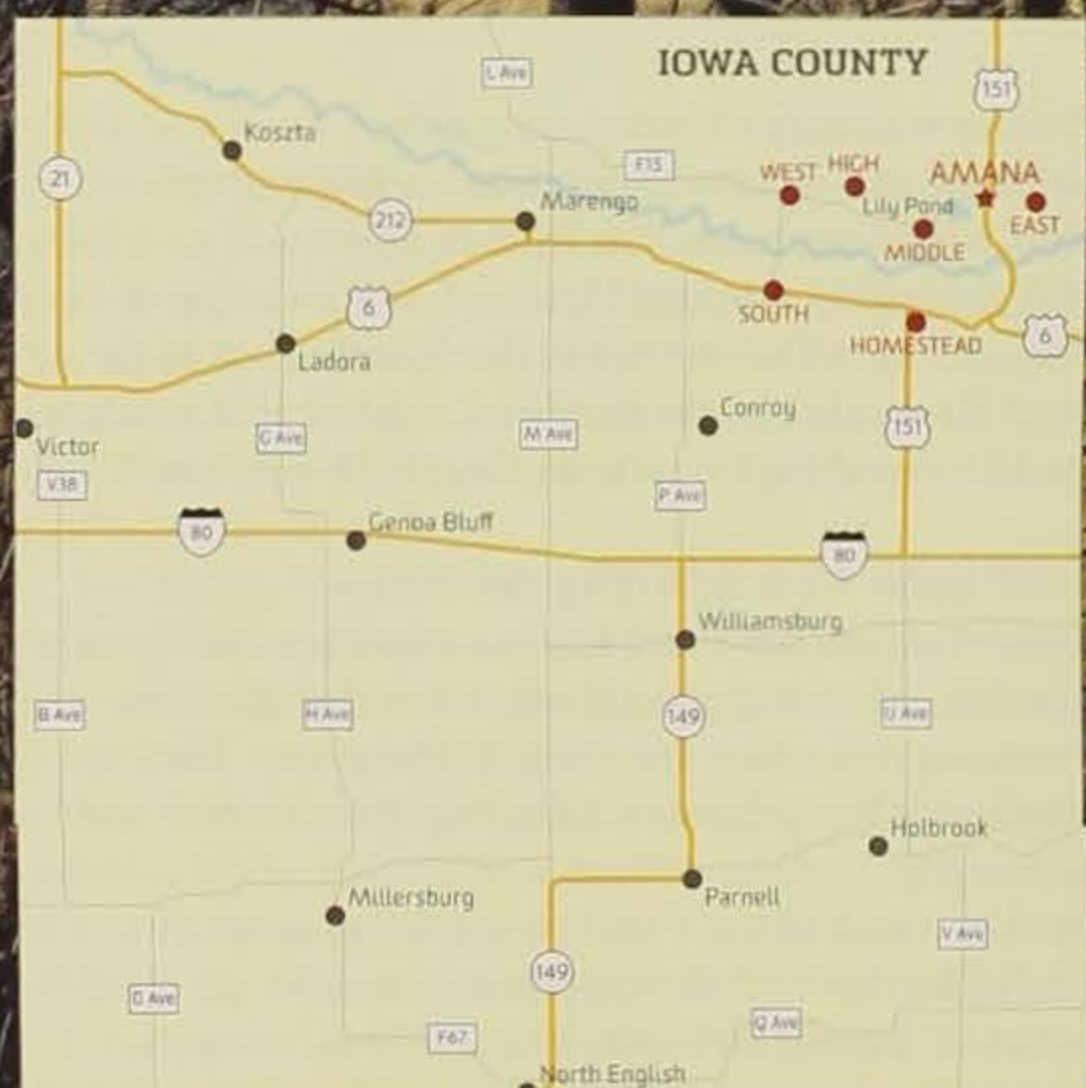 IOWA COUNTY
L Ave
151
Koszta
F15
WEST
HIGH
AMANA
21
Lily Pond
Marengo
212
EAST
MIDDLE
6
SOUTH
HOMESTEAD
6
Ladora
Conroy
Victor
G Ave
M Ave
151
V38
P Ave
Genoa Bluff
80
80
Williamsburg
B Ave
H Ave
149
U Ave
Holbrook
Millersburg
Parnell
V Ave
149
D Ave
Q Ave
F67
North English